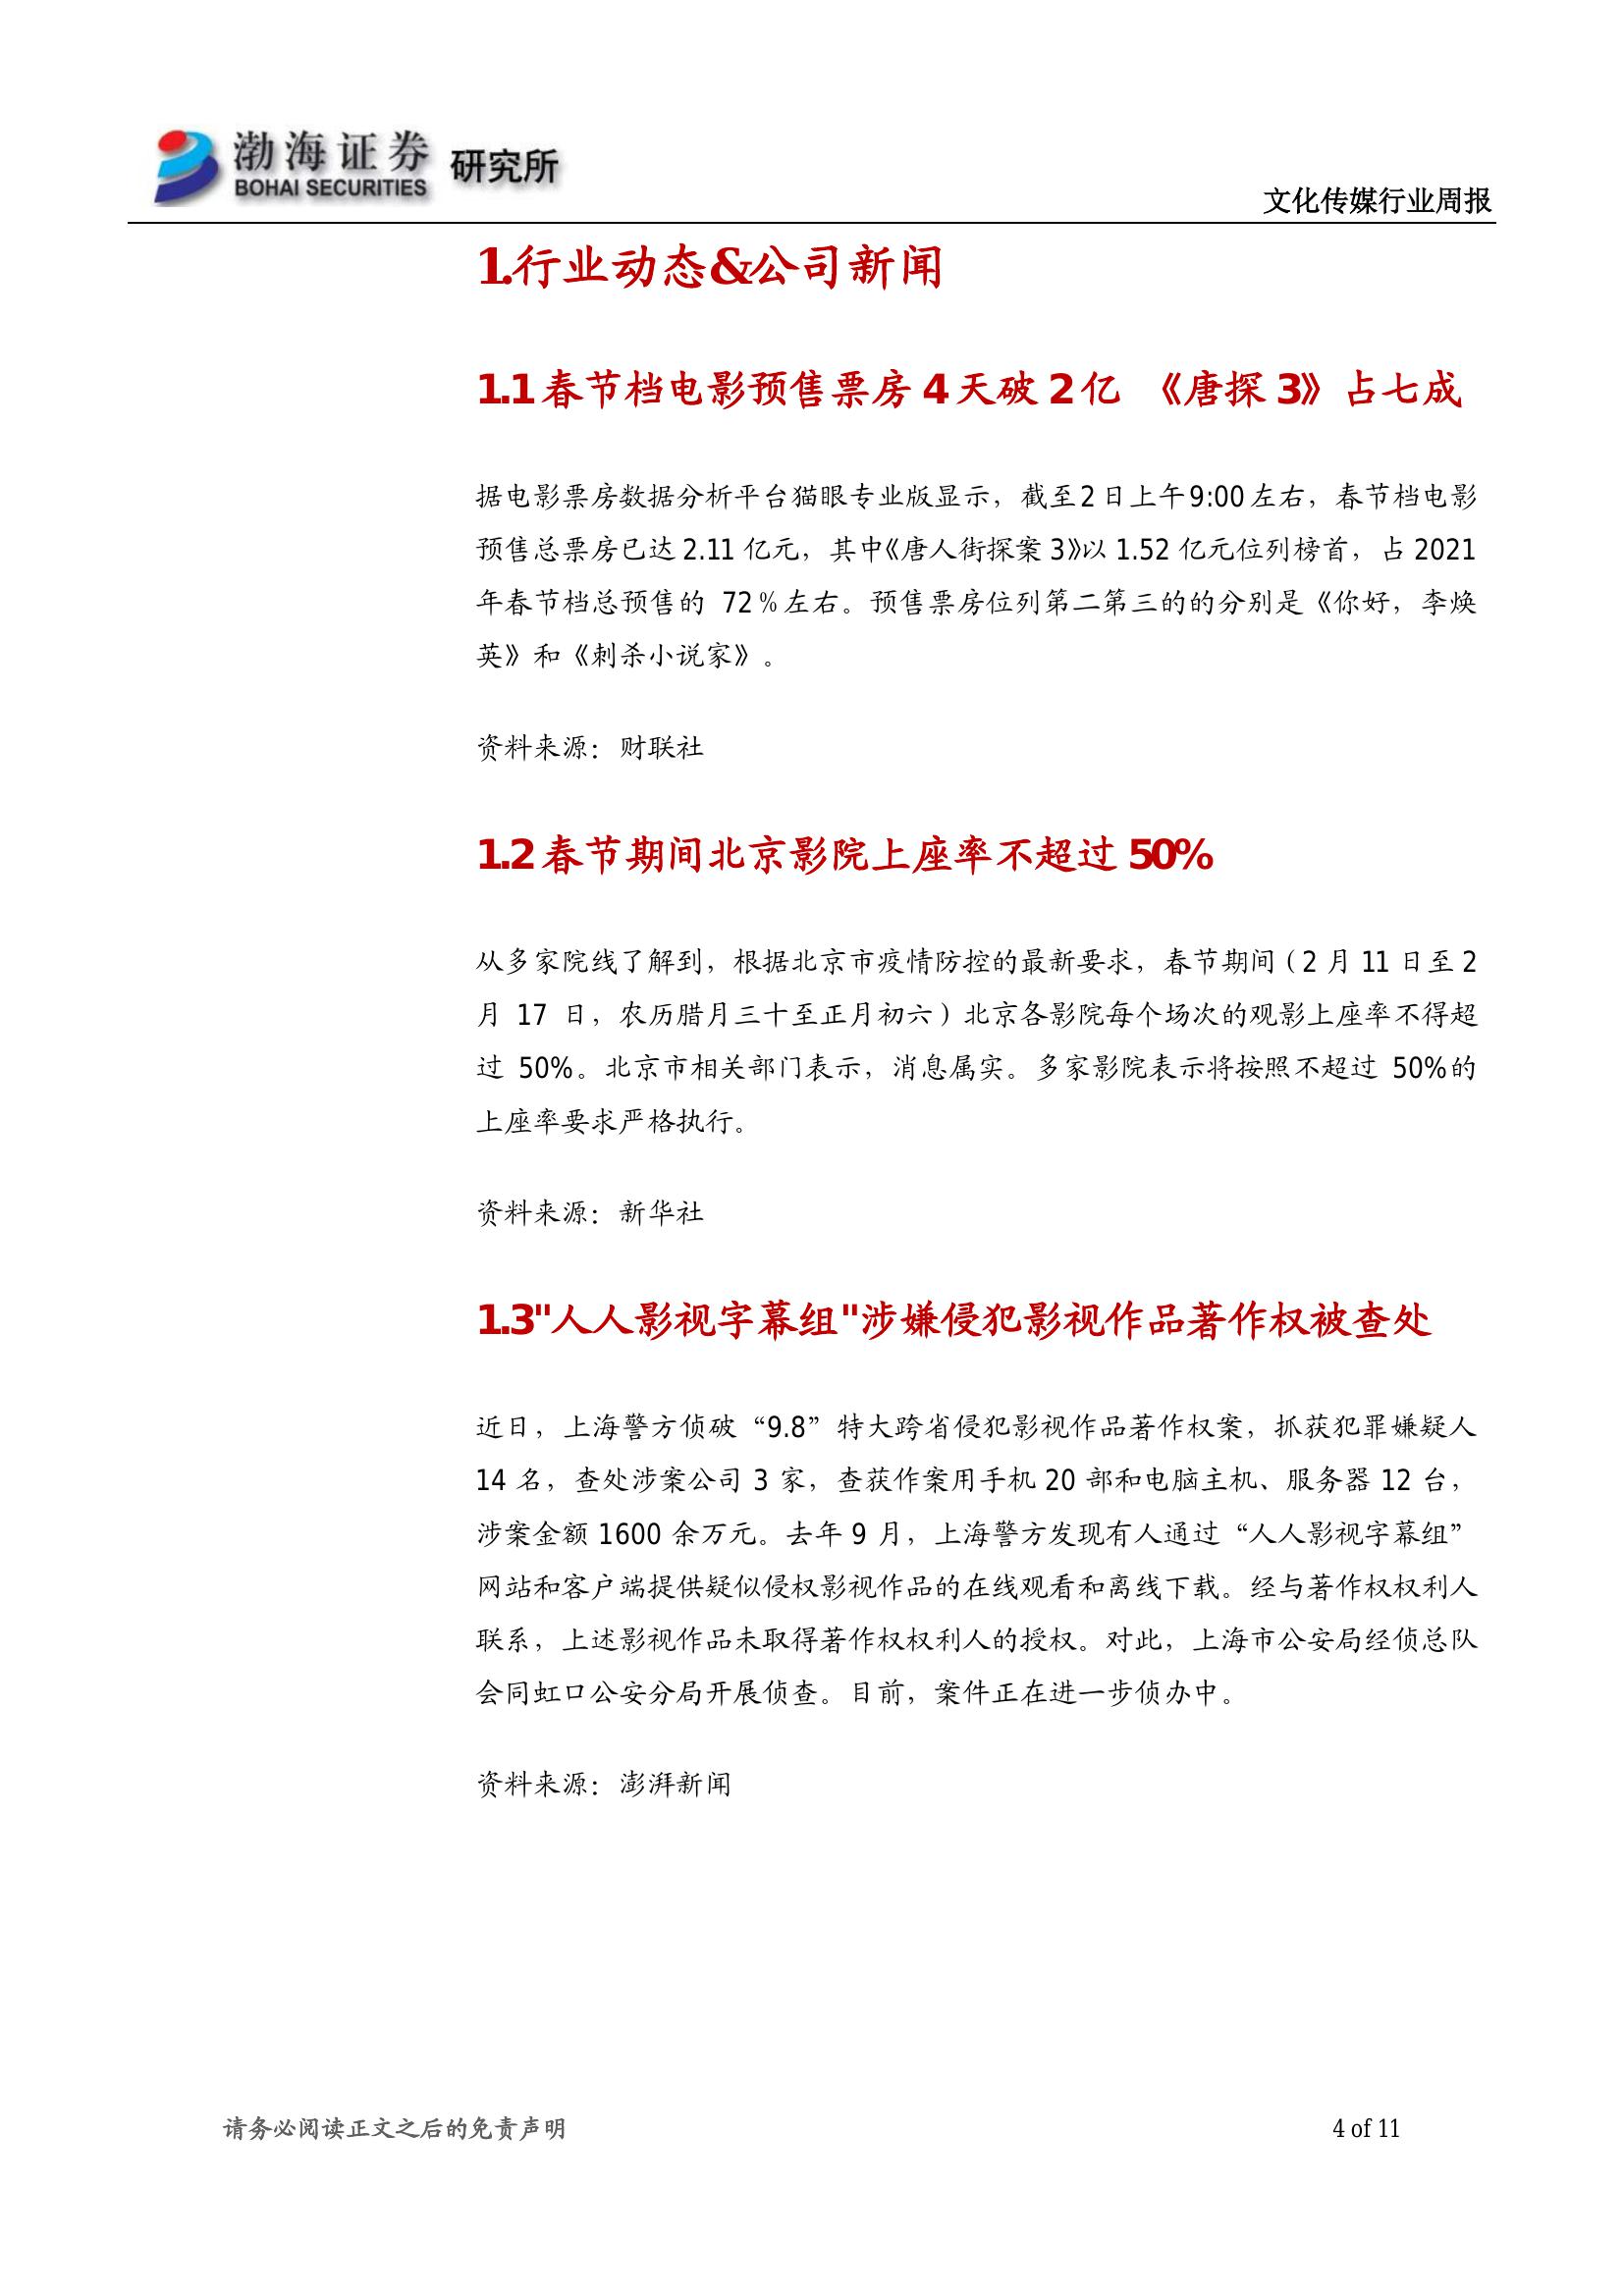 渤海证券
BOHAI SECURITIES
研究所
文化传媒行业周报
1.行业动态&公司新闻
1.1 春节档电影预售票房 4 天破 2 亿 《唐探 3》占七成
据电影票房数据分析平台猫眼专业版显示，截至 2 日上午 9:00 左右，春节档电影
预售总票房已达 2.11 亿元，其中《唐人街探案 3》以 1.52 亿元位列榜首，占 2021
年春节档总预售的 72％左右。预售票房位列第二第三的的分别是《你好，李焕
英》和《刺杀小说家》。
资料来源：财联社
1.2 春节期间北京影院上座率不超过 50%
从多家院线了解到，根据北京市疫情防控的最新要求，春节期间（2 月 11 日至 2
月 17 日，农历腊月三十至正月初六）北京各影院每个场次的观影上座率不得超
过 50%。北京市相关部门表示，消息属实。多家影院表示将按照不超过 50%的
上座率要求严格执行。
资料来源：新华社
1.3"人人影视字幕组"涉嫌侵犯影视作品著作权被查处
近日，上海警方侦破“9.8”特大跨省侵犯影视作品著作权案，抓获犯罪嫌疑人
14 名，查处涉案公司 3 家，查获作案用手机 20 部和电脑主机、服务器 12 台，
涉案金额 1600 余万元。去年 9 月，上海警方发现有人通过“人人影视字幕组”
网站和客户端提供疑似侵权影视作品的在线观看和离线下载。经与著作权权利人
联系，上述影视作品未取得著作权权利人的授权。对此，上海市公安局经侦总队
会同虹口公安分局开展侦查。目前，案件正在进一步侦办中。
资料来源：澎湃新闻
请务必阅读正文之后的免责声明
4 of 11